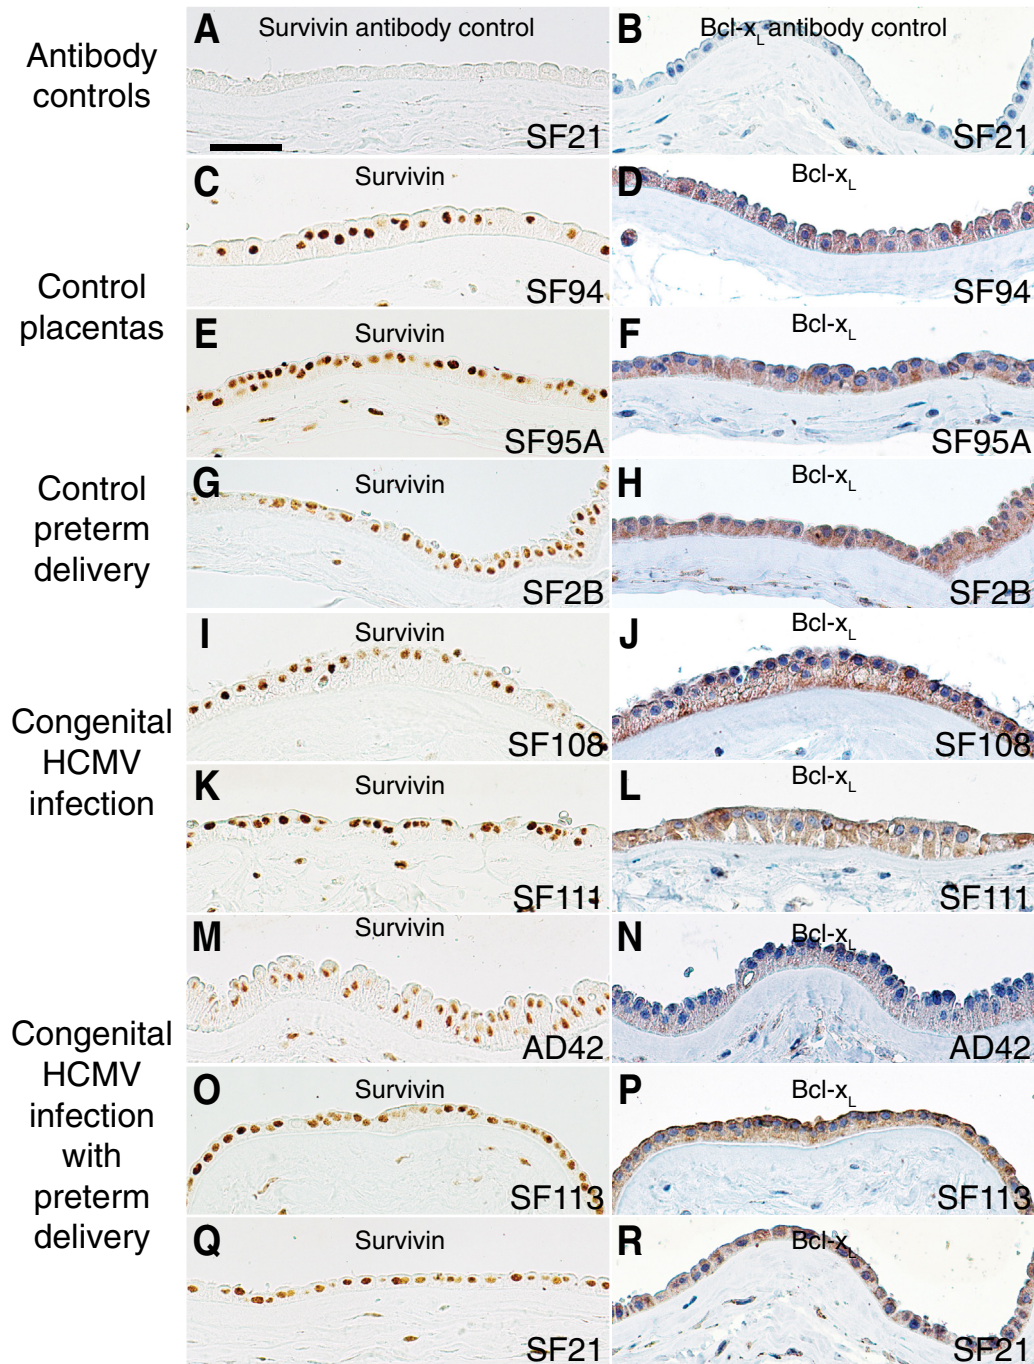 Antibody
controls
A
Survivin antibody control
SF21
B
Bcl-xL antibody control
SF21
Control
placentas
C
Survivin
SF94
D
Bcl-xL
SF94
E
Survivin
SF95A
F
Bcl-xL
SF95A
Control
preterm
delivery
G
Survivin
SF2B
H
Bcl-xL
SF2B
Congenital
HCMV
infection
I
Survivin
SF108
J
Bcl-xL
SF108
K
Survivin
SF111
L
Bcl-xL
SF111
Congenital
HCMV
infection
with
preterm
delivery
M
Survivin
AD42
N
Bcl-xL
AD42
O
Survivin
SF113
P
Bcl-xL
SF113
Q
Survivin
SF21
R
Bcl-xL
SF21